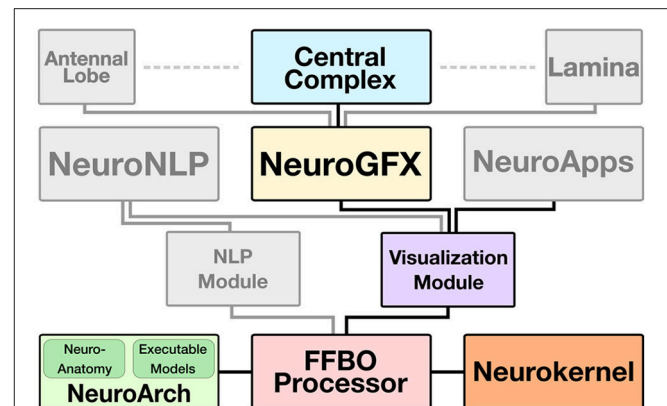 Antennal
Lobe
Central
Complex
Lamina
NeuroNLP
NeuroGFX
NeuroApps
NLP
Module
Visualization
Module
Neuro-
Anatomy
Executable
Models
NeuroArch
FFBO
Processor
Neurokernel